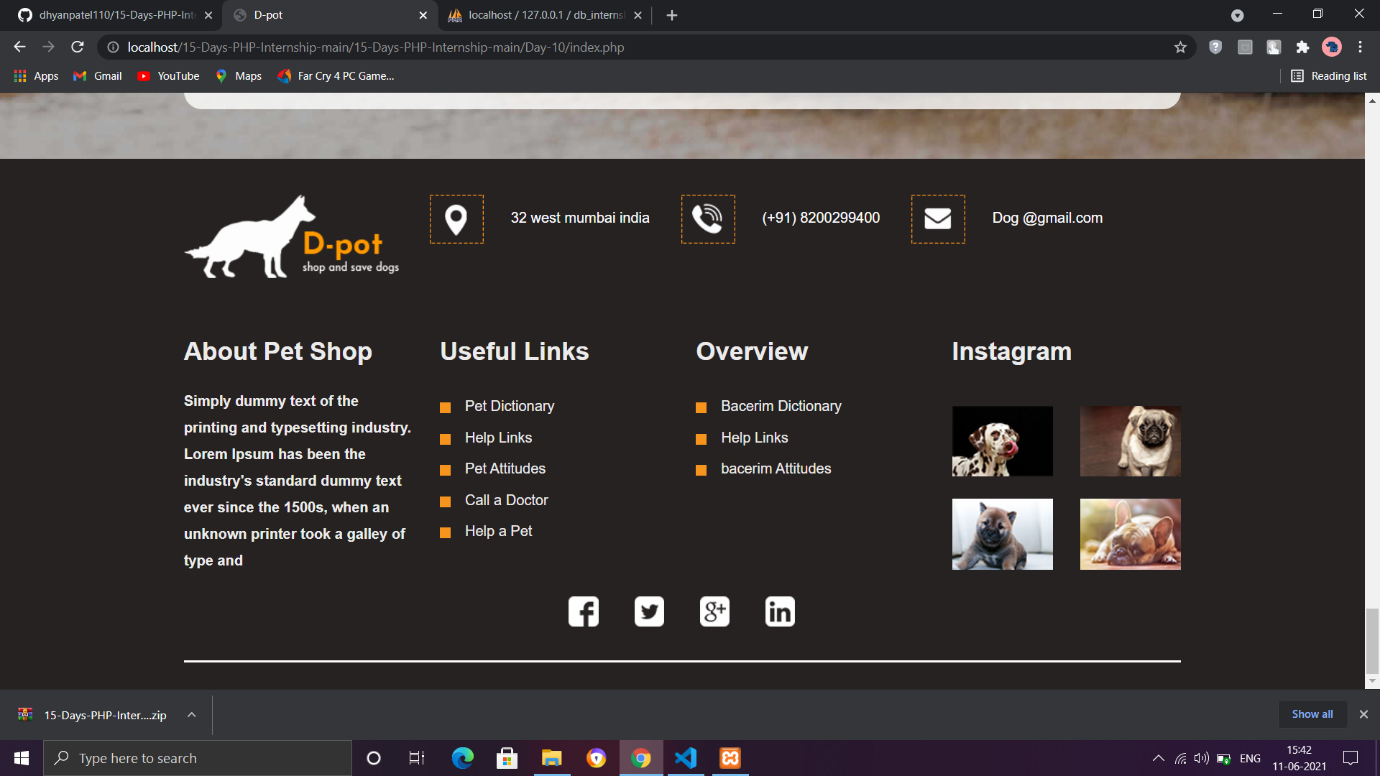 dhyanpatel110/15-Days-PHP-Int
D-pot
localhost / 127.0.0.1 / db_interns
localhost/15-Days-PHP-Internship-main/15-Days-PHP-Internship-main/Day-10/index.php
Apps
Gmail
YouTube
Maps
Far Cry 4 PC Game...
Reading list
D-pot
shop and save dogs
32 west mumbai india
(+91) 8200299400
Dog @gmail.com
About Pet Shop
Simply dummy text of the
printing and typesetting industry.
Lorem Ipsum has been the
industry's standard dummy text
ever since the 1500s, when an
unknown printer took a galley of
type and
Useful Links
Pet Dictionary
Help Links
Pet Attitudes
Call a Doctor
Help a Pet
Overview
Bacerim Dictionary
Help Links
bacerim Attitudes
Instagram
15-Days-PHP-Inter....zip
Show all
Type here to search
ENG
15:42
11-06-2021